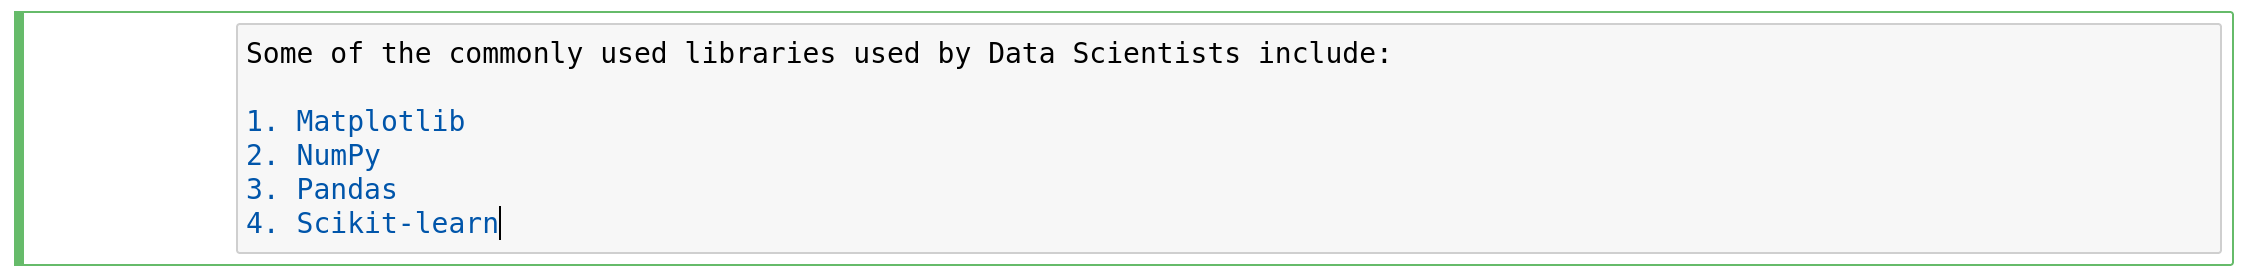 Some of the commonly used libraries used by Data Scientists include:
1. Matplotlib
2. NumPy
3. Pandas
4. Scikit-learn